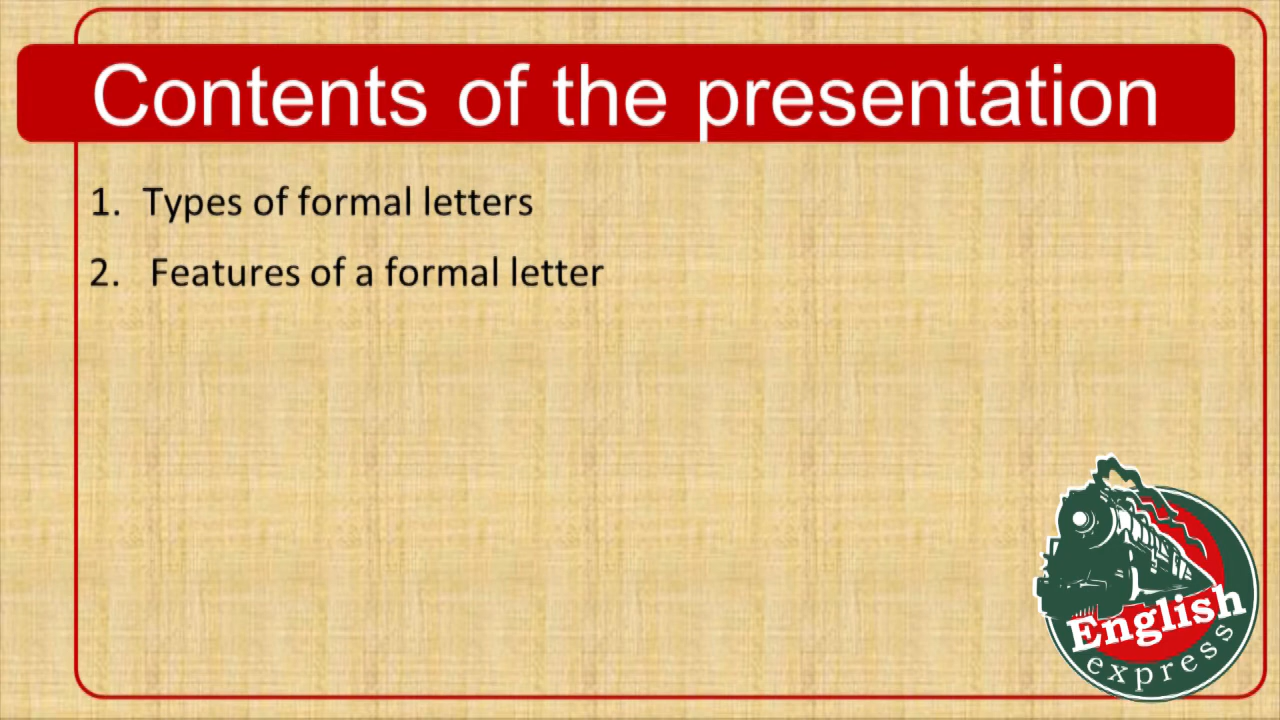 Contents of the presentation
1. Types of formal letters
2. Features of a formal letter
English
express